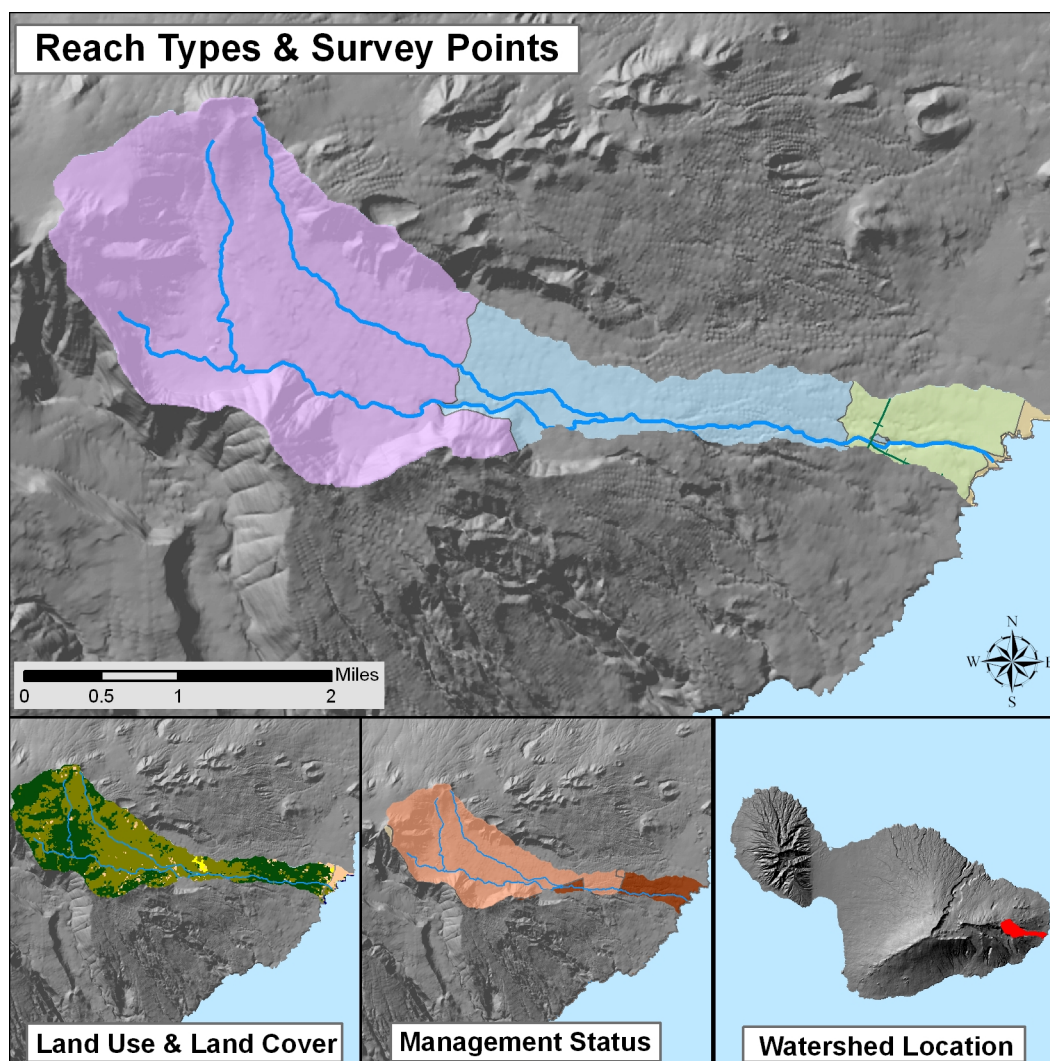 Reach Types & Survey Points
N
W E
S
Miles
0 0.5 1 2
Land Use & Land Cover
Management Status
Watershed Location